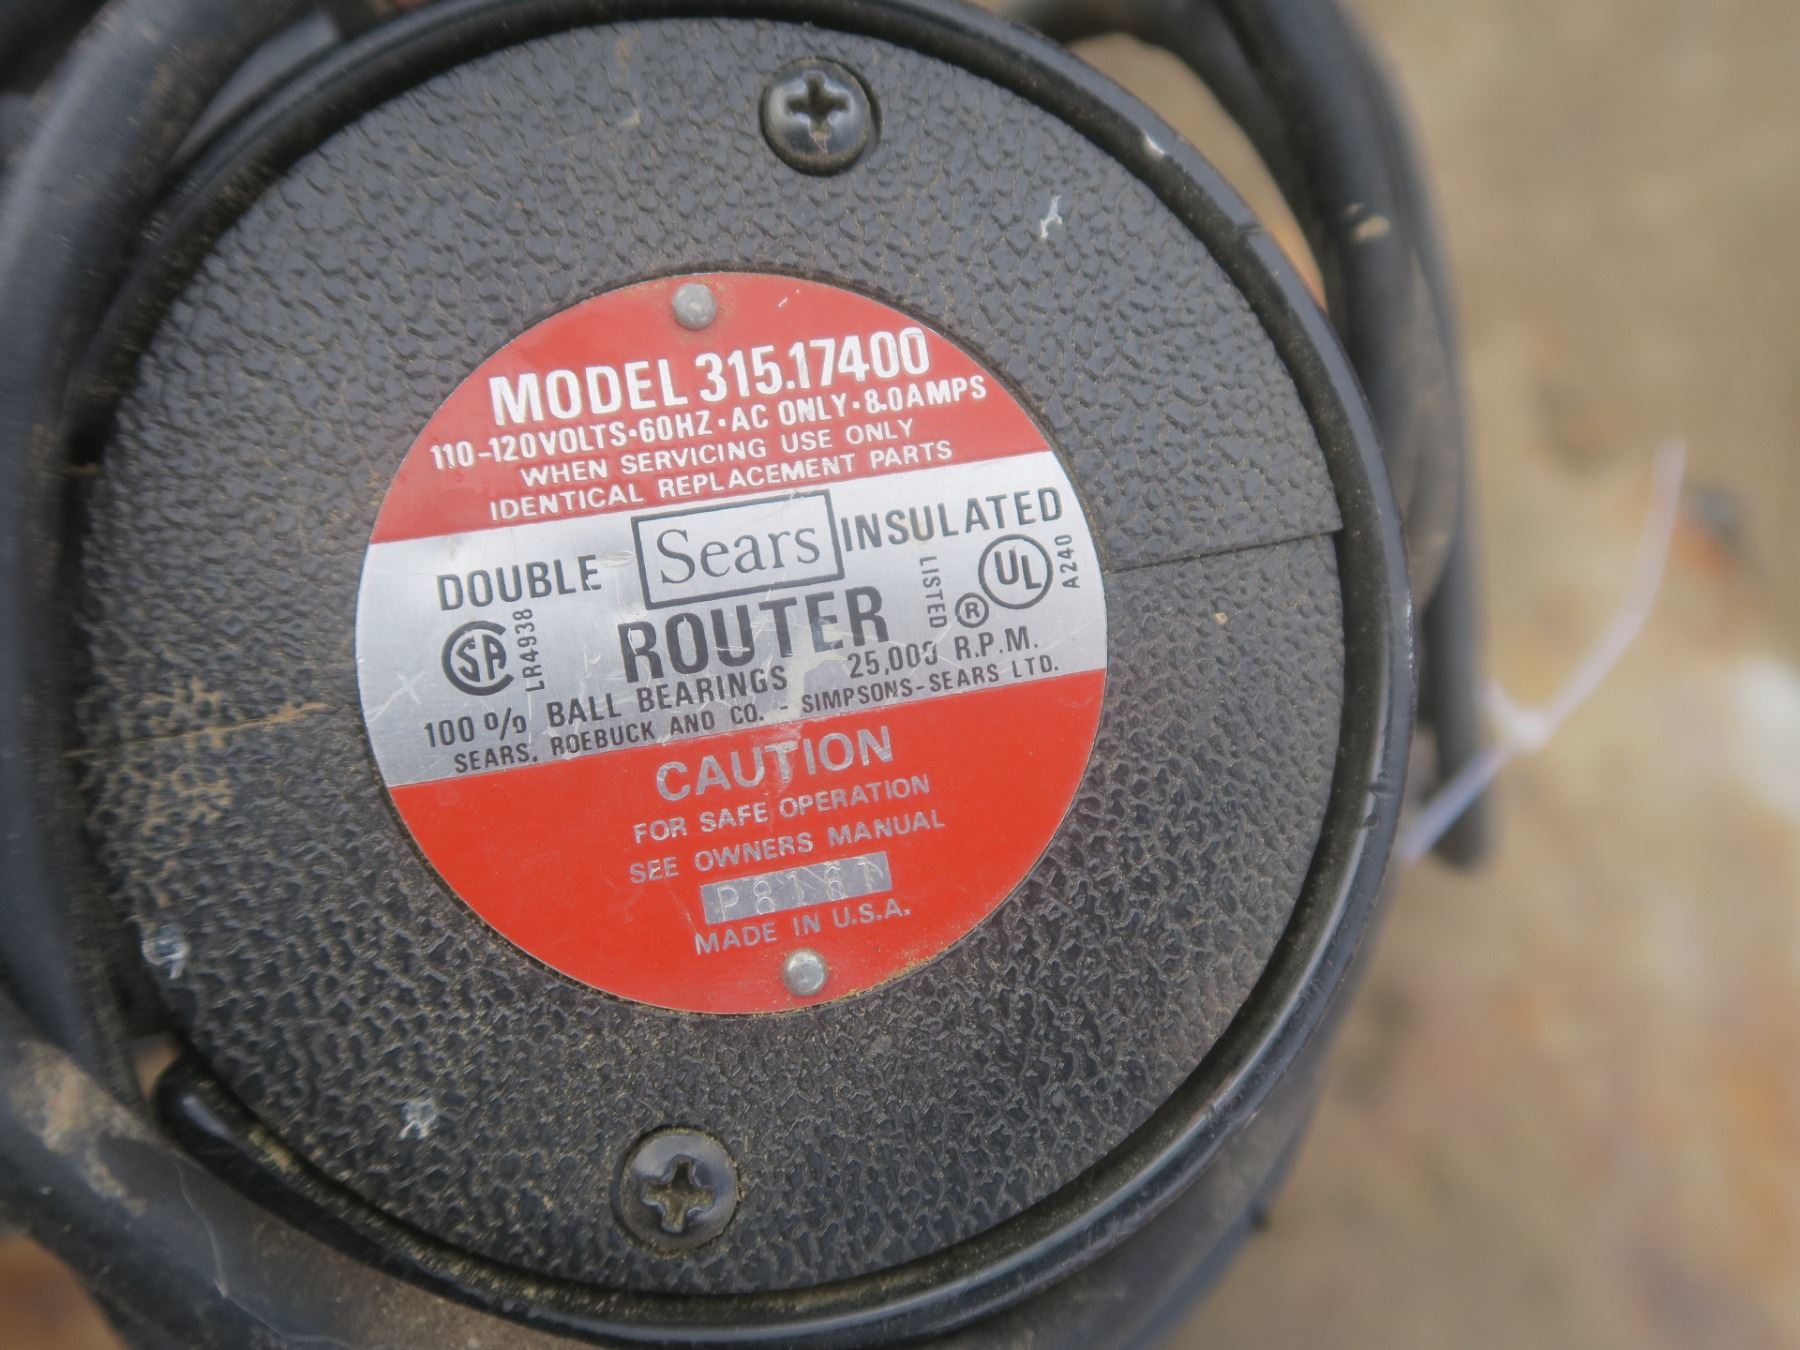 MODEL 315.17400
110-120VOLTS•60HZ•AC ONLY•8.0AMPS
WHEN SERVICING USE ONLY
IDENTICAL REPLACEMENT PARTS
DOUBLE Sears INSULATED
SA LR4938 ROUTER LISTED ® UL A240
100% BALL BEARINGS 25,000 R.P.M.
SEARS, ROEBUCK AND CO. - SIMPSONS-SEARS LTD.
CAUTION
FOR SAFE OPERATION
SEE OWNERS MANUAL
MADE IN U.S.A.